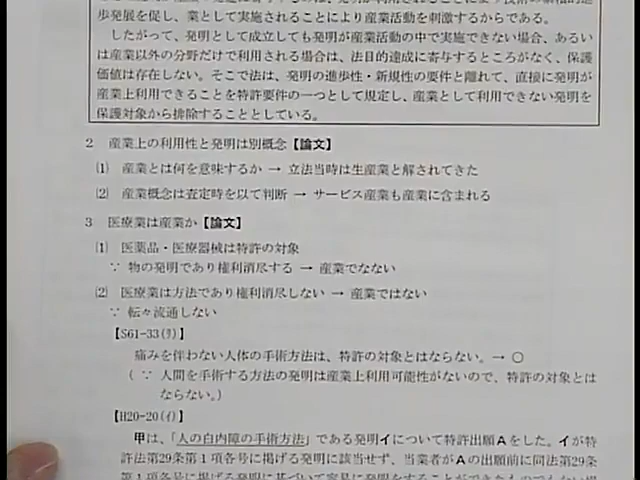 歩発展を促し、業として実施されることにより産業活動を刺激するからである。
したがって、発明として成立しても発明が産業活動の中で実施できない場合、あるい
は産業以外の分野だけで利用される場合は、法目的達成に寄与するところがなく、保護
価値は存在しない。そこで法は、発明の進歩性・新規性の要件と離れて、直接に発明が
産業上利用できることを特許要件の一つとして規定し、産業として利用できない発明を
保護対象から排除することとしている。
2 産業上の利用性と発明は別概念【論文】
(1) 産業とは何を意味するか → 立法当時は生産業と解されてきた
(2) 産業概念は査定時を以て判断 → サービス産業も産業に含まれる
3 医療業は産業か【論文】
(1) 医薬品・医療器械は特許の対象
∵ 物の発明であり権利消尽する → 産業でなない
(2) 医療業は方法であり権利消尽しない → 産業ではない
∵ 転々流通しない
【S61-33(ｳ)】
痛みを伴わない人体の手術方法は、特許の対象とはならない。→ ○
( ∵ 人間を手術する方法の発明は産業上利用可能性がないので、特許の対象とは
ならない。)
【H20-20(ｲ)】
甲は、「人の白内障の手術方法」である発明イについて特許出願Ａをした。イが特
許法第29条第１項各号に掲げる発明に該当せず、当業者がＡの出願前に同法第29条